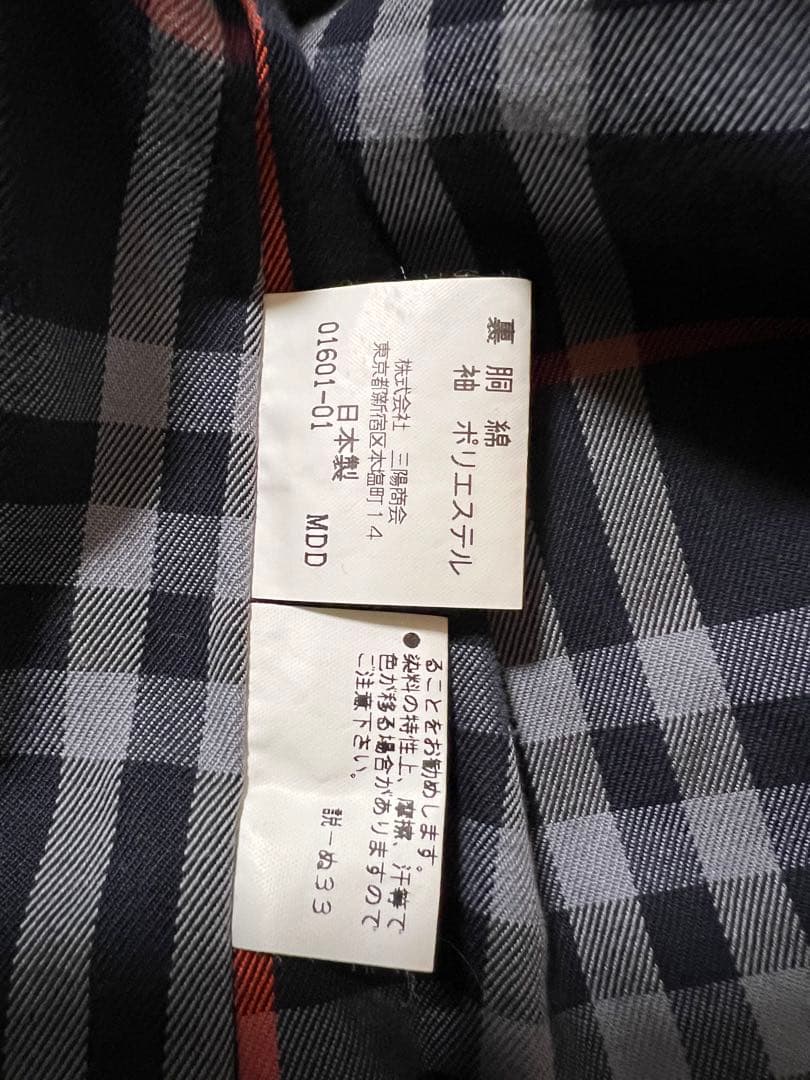 裏 胴 綿
袖 ポリエステル
株式会社 三陽商会
東京都新宿区本塩町14
日本製
01601-01 MDD
ることをお勧めします。
●染料の特性上、摩擦、汗等で
色が移る場合がありますので
ご注意下さい。
説-ぬ33